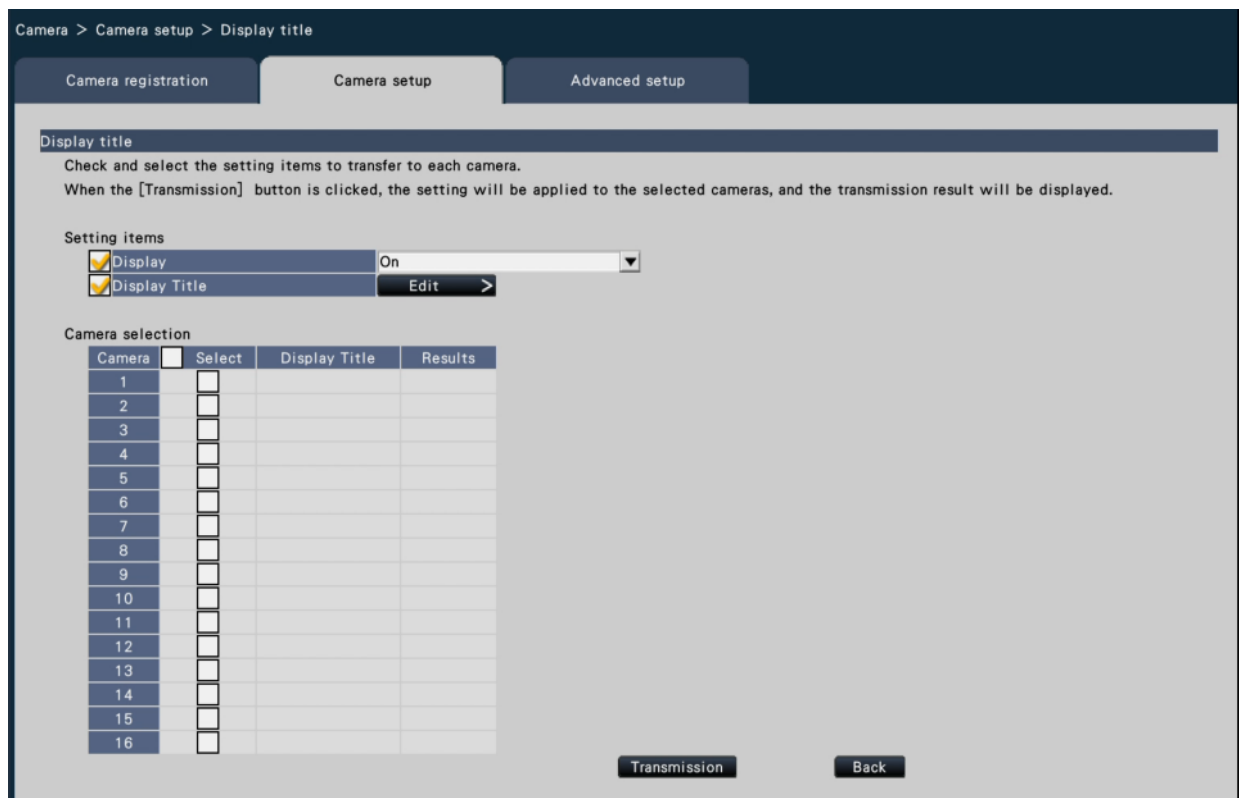 Camera > Camera setup > Display title
Camera registration Camera setup Advanced setup
Display title
Check and select the setting items to transfer to each camera.
When the [Transmission] button is clicked, the setting will be applied to the selected cameras, and the transmission result will be displayed.
Setting items
Display On
Display Title Edit >
Camera selection
Camera Select Display Title Results
1
2
3
4
5
6
7
8
9
10
11
12
13
14
15
16
Transmission Back